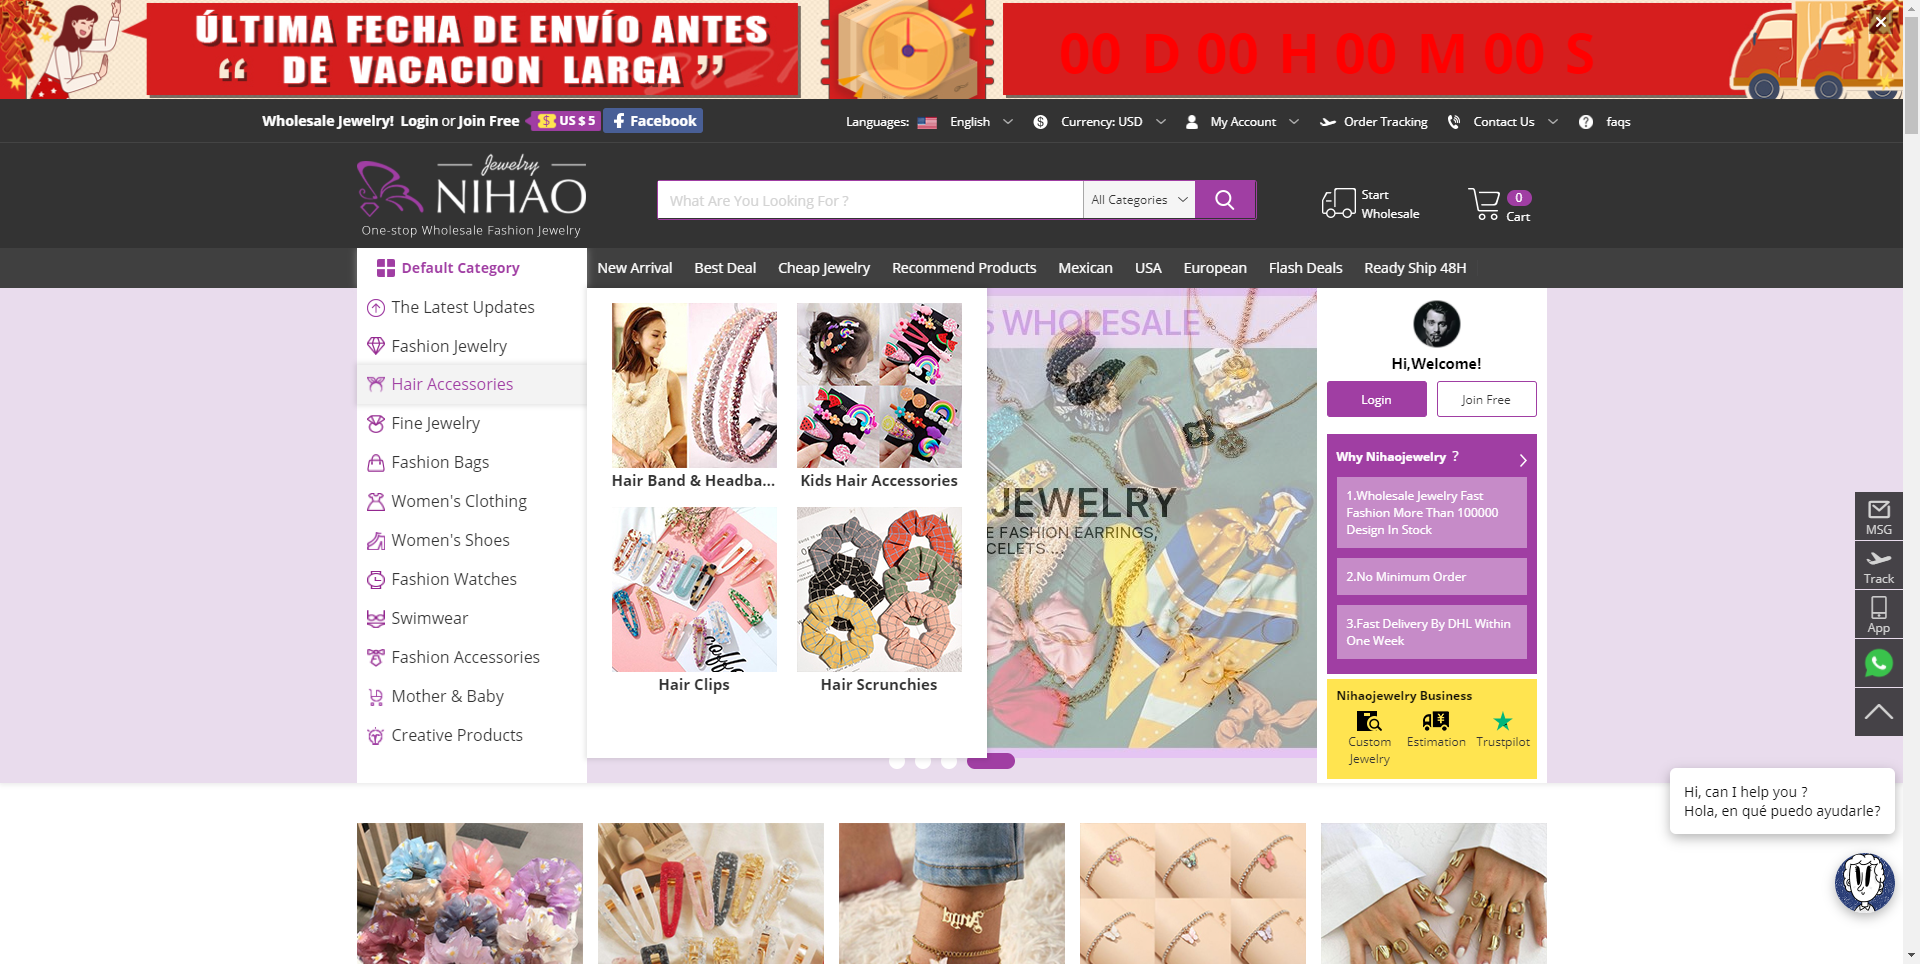 ÚLTIMA FECHA DE ENVÍO ANTES
“ DE VACACION LARGA ”
2021
00 D 00 H 00 M 00 S
Wholesale Jewelry! Login or Join Free
US $ 5
Facebook
Languages: English
Currency: USD
My Account
Order Tracking
Contact Us
faqs
Jewelry
NIHAO
One-stop Wholesale Fashion Jewelry
What Are You Looking For ?
All Categories
Start
Wholesale
0
Cart
Default Category
New Arrival
Best Deal
Cheap Jewelry
Recommend Products
Mexican
USA
European
Flash Deals
Ready Ship 48H
The Latest Updates
Fashion Jewelry
Hair Accessories
Fine Jewelry
Fashion Bags
Women's Clothing
Women's Shoes
Fashion Watches
Swimwear
Fashion Accessories
Mother & Baby
Creative Products
Hair Band & Headba...
Kids Hair Accessories
Hair Clips
Hair Scrunchies
S WHOLESALE
JEWELRY
E FASHION EARRINGS,
CELETS ...
Hi,Welcome!
Login
Join Free
Why Nihaojewelry ?
1.Wholesale Jewelry Fast
Fashion More Than 100000
Design In Stock
2.No Minimum Order
3.Fast Delivery By DHL Within
One Week
Nihaojewelry Business
Custom
Jewelry
Estimation
Trustpilot
MSG
Track
App
Hi, can I help you ?
Hola, en qué puedo ayudarle?